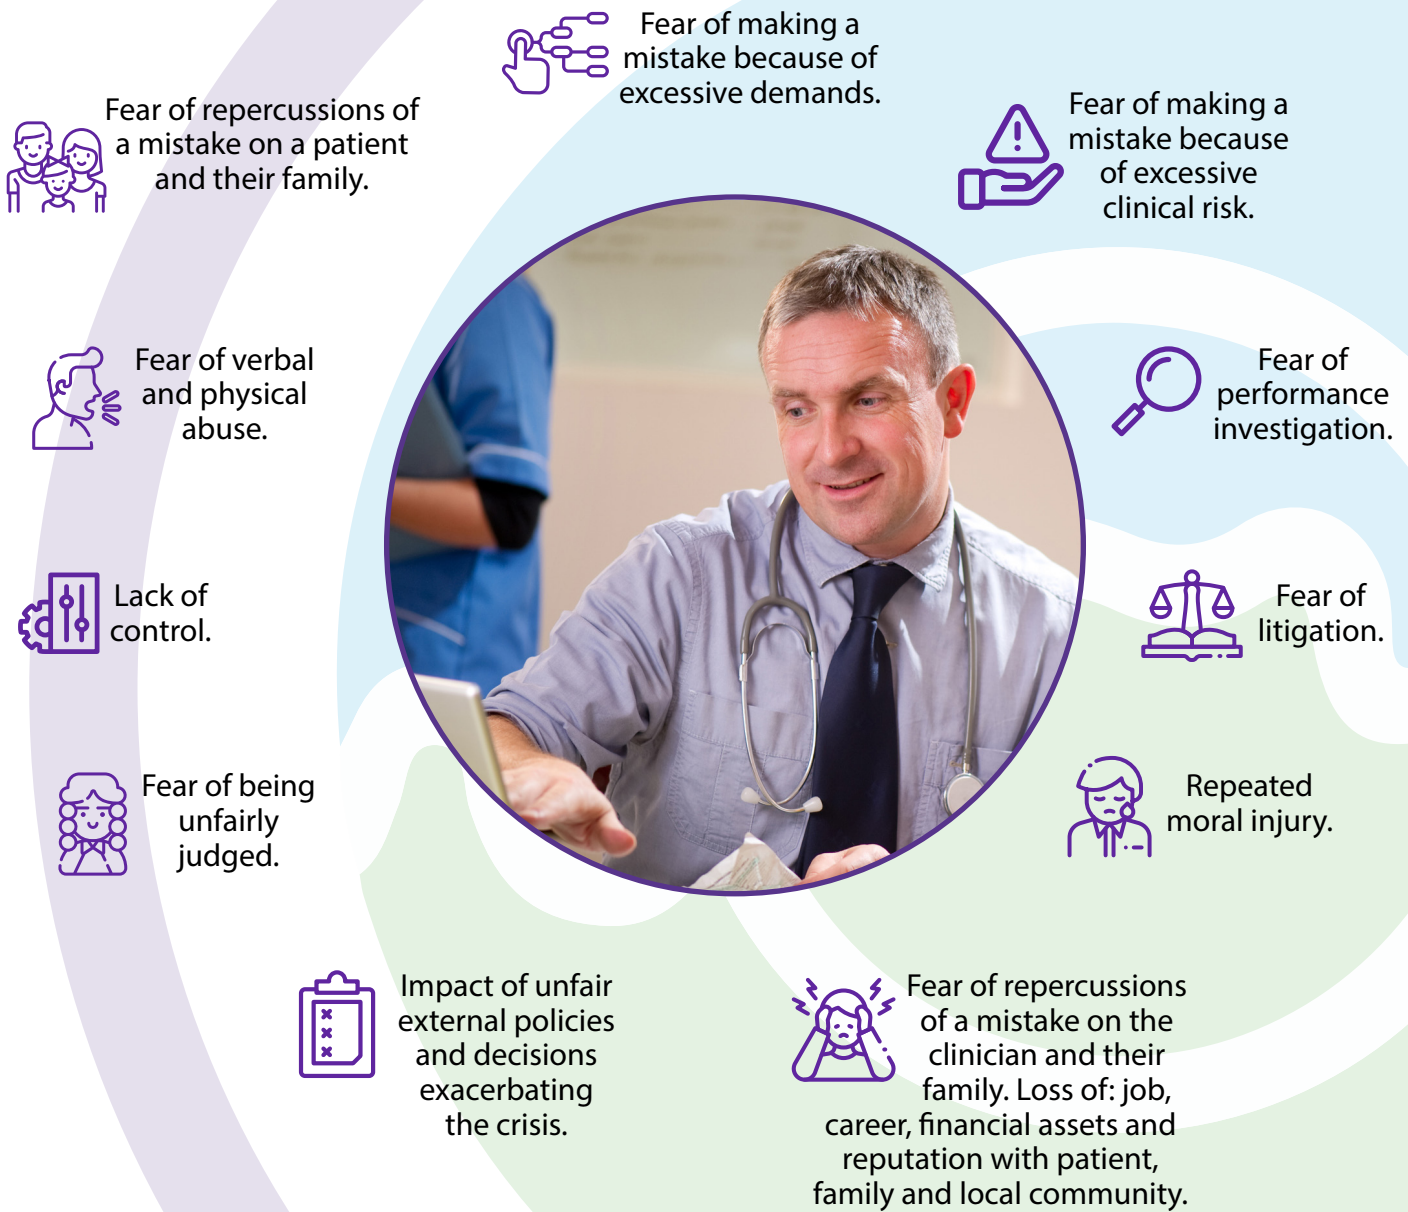 Fear of making a
mistake because of
excessive demands.
Fear of making a
mistake because
of excessive
clinical risk.
Fear of
performance
investigation.
Fear of
litigation.
Repeated
moral injury.
Fear of repercussions
of a mistake on the
clinician and their
family. Loss of: job,
career, financial assets and
reputation with patient,
family and local community.
Impact of unfair
external policies
and decisions
exacerbating
the crisis.
Fear of being
unfairly
judged.
Lack of
control.
Fear of verbal
and physical
abuse.
Fear of repercussions of
a mistake on a patient
and their family.